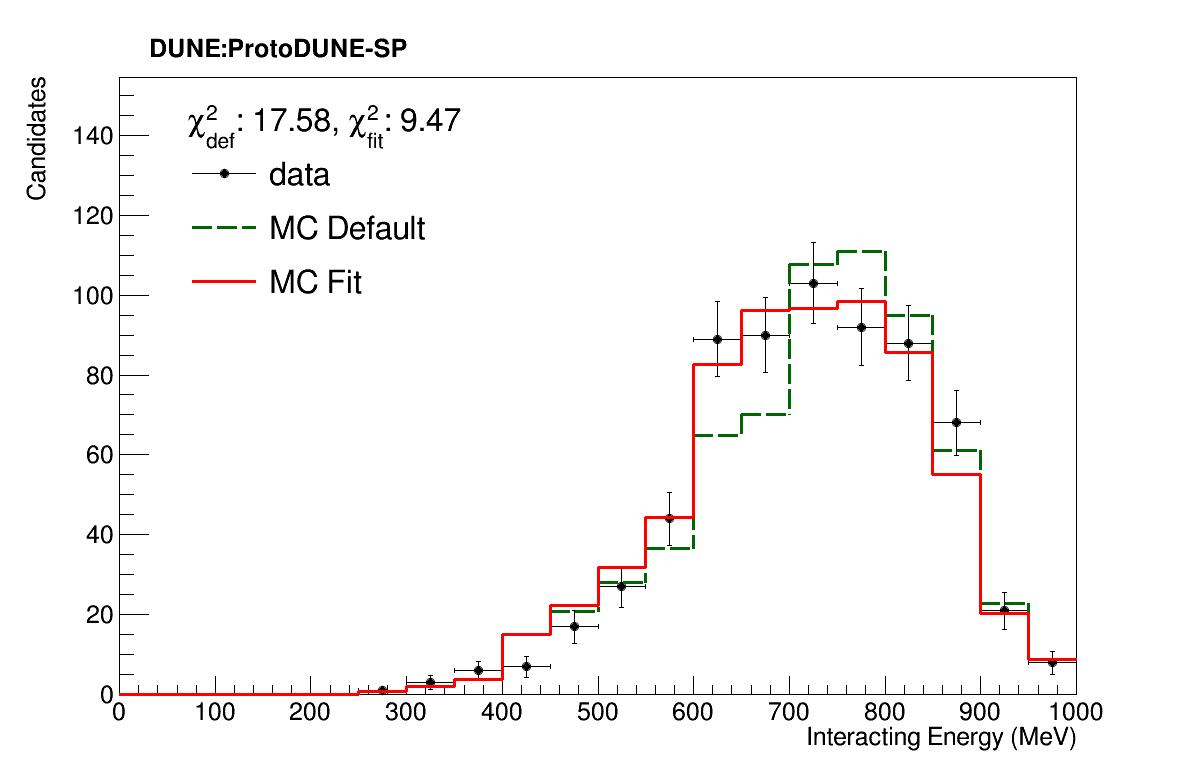 DUNE:ProtoDUNE-SP
Candidates
χ²def: 17.58, χ²fit: 9.47
data
MC Default
MC Fit
140
120
100
80
60
40
20
0
0 100 200 300 400 500 600 700 800 900 1000
Interacting Energy (MeV)